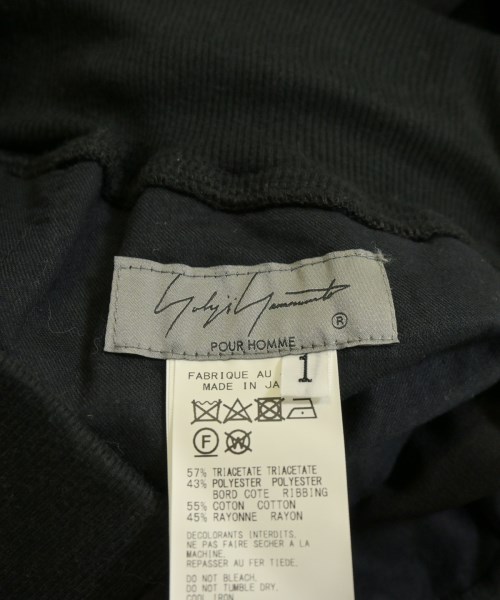 Yohji Yamamoto
®
POUR HOMME
1
FABRIQUE AU
MADE IN JA
F W
57% TRIACETATE TRIACETATE
43% POLYESTER POLYESTER
BORD COTE RIBBING
55% COTON COTTON
45% RAYONNE RAYON
DECOLORANTS INTERDITS.
NE PAS FAIRE SECHER A LA
MACHINE.
REPASSER AU FER TIEDE.
DO NOT BLEACH.
DO NOT TUMBLE DRY.
COOL IRON